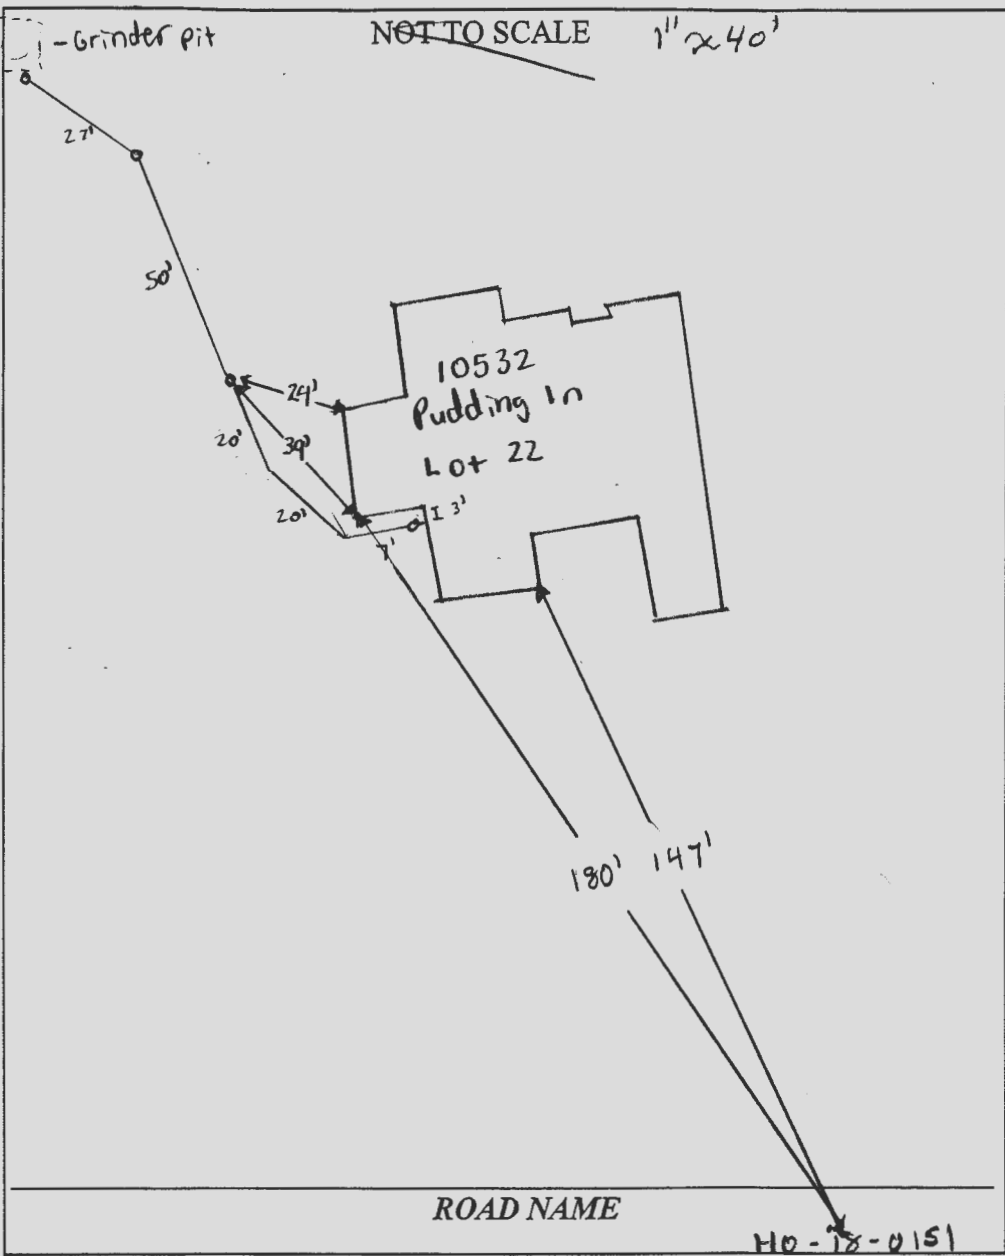 -Grinder pit
NOT TO SCALE
1" ≈ 40'
27'
50'
24'
10532
Pudding ln
Lot 22
20'
39'
20'
I 3'
7'
180'
147'
ROAD NAME
HO-18-0151